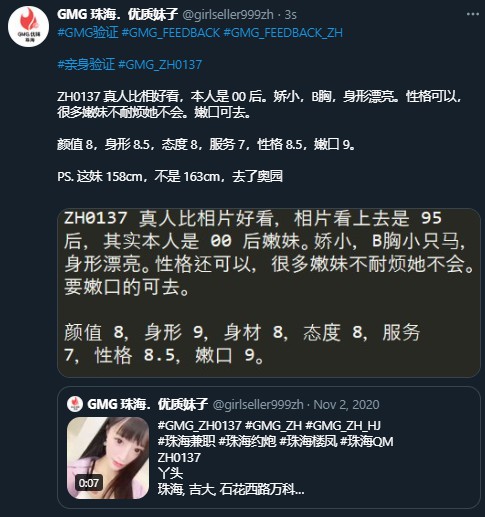 GMG 珠海．优质妹子 @girlseller999zh · 3s
#GMG验证 #GMG_FEEDBACK #GMG_FEEDBACK_ZH
#亲身验证 #GMG_ZH0137
ZH0137 真人比相好看，本人是 00 后。娇小，B胸，身形漂亮。性格可以，
很多嫩妹不耐烦她不会。嫩口可去。
颜值 8，身形 8.5，态度 8，服务 7，性格 8.5，嫩口 9。
PS. 这妹 158cm，不是 163cm，去了奥园
ZH0137 真人比相片好看，相片看上去是 95
后，其实本人是 00 后嫩妹。娇小，B胸小只马，
身形漂亮。性格还可以，很多嫩妹不耐烦她不会。
要嫩口的可去。
颜值 8，身形 9，身材 8，态度 8，服务
7，性格 8.5，嫩口 9。
GMG 珠海．优质妹子 @girlseller999zh · Nov 2, 2020
#GMG_ZH0137 #GMG_ZH #GMG_ZH_HJ
#珠海兼职 #珠海约炮 #珠海楼凤 #珠海QM
ZH0137
丫头
珠海, 吉大, 石花西路万科...
0:07
GMG.优质
珠海